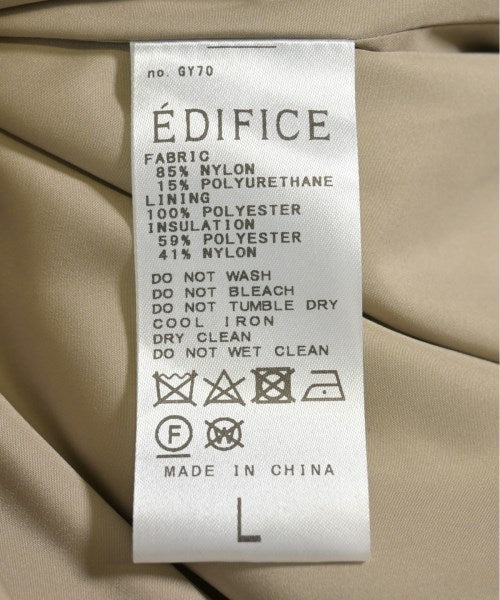 no. GY70
ÉDIFICE
FABRIC
85% NYLON
15% POLYURETHANE
LINING
100% POLYESTER
INSULATION
59% POLYESTER
41% NYLON
DO NOT WASH
DO NOT BLEACH
DO NOT TUMBLE DRY
COOL IRON
DRY CLEAN
DO NOT WET CLEAN
F W
MADE IN CHINA
L